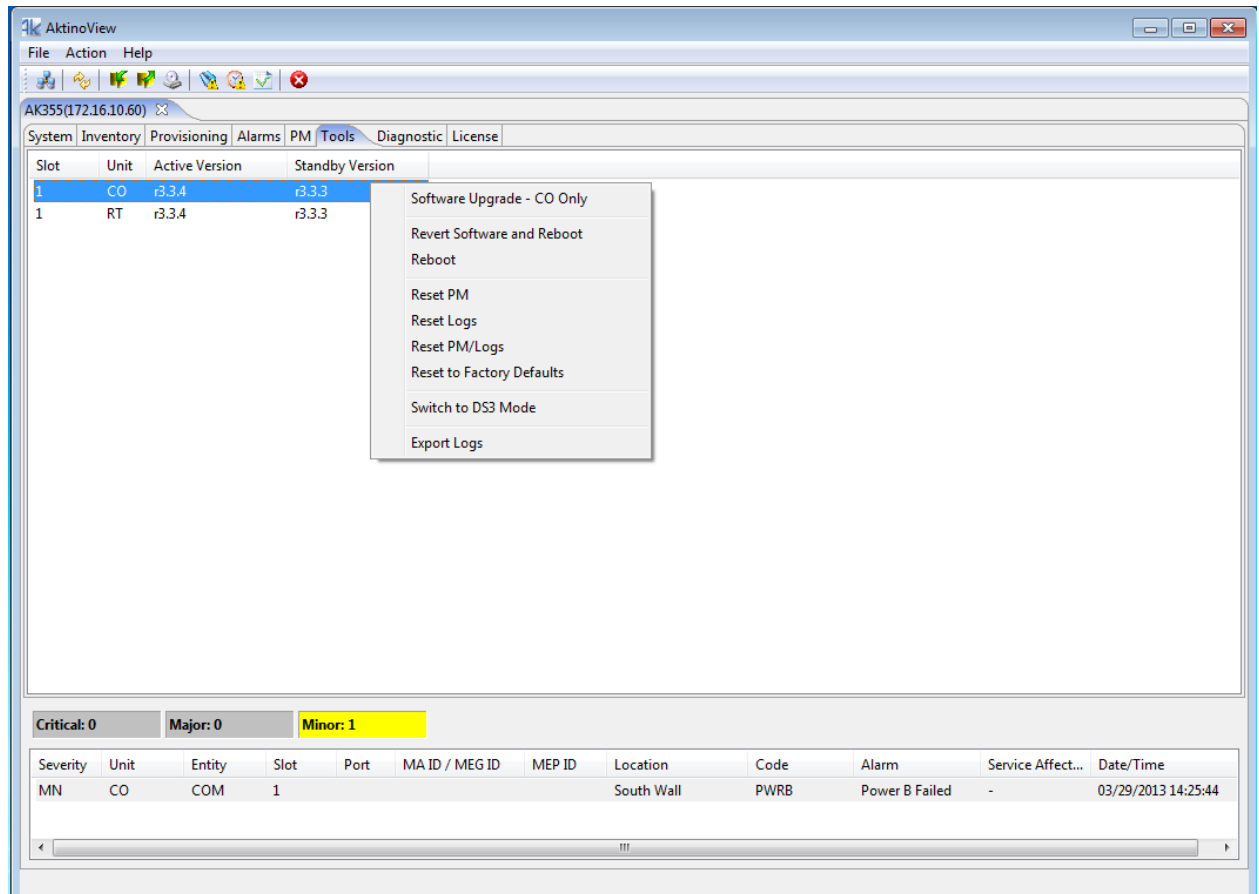 AktinoView
File Action Help
AK355(172.16.10.60)
System Inventory Provisioning Alarms PM Tools Diagnostic License
Slot Unit Active Version Standby Version
1 CO r3.3.4 r3.3.3
1 RT r3.3.4 r3.3.3
Software Upgrade - CO Only
Revert Software and Reboot
Reboot
Reset PM
Reset Logs
Reset PM/Logs
Reset to Factory Defaults
Switch to DS3 Mode
Export Logs
Critical: 0 Major: 0 Minor: 1
Severity Unit Entity Slot Port MA ID / MEG ID MEP ID Location Code Alarm Service Affect... Date/Time
MN CO COM 1 South Wall PWRB Power B Failed - 03/29/2013 14:25:44